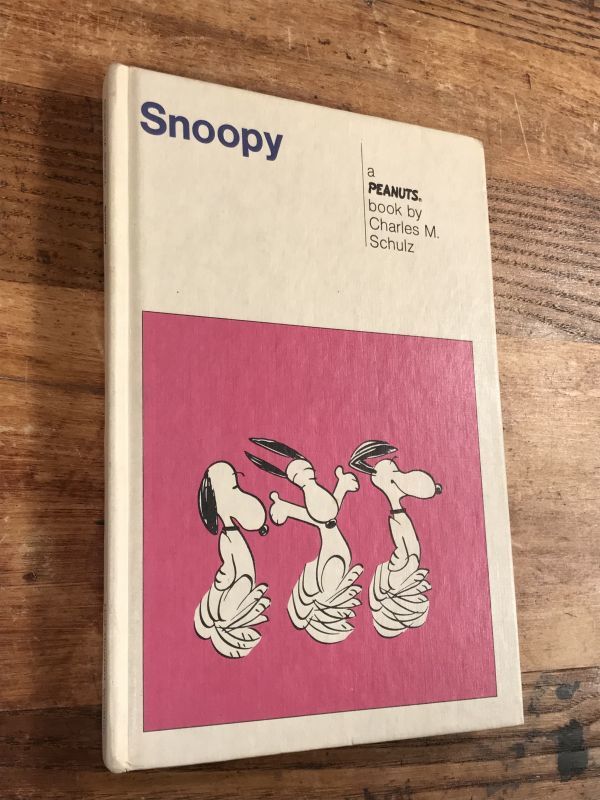 Snoopy
a
PEANUTS®
book by
Charles M.
Schulz